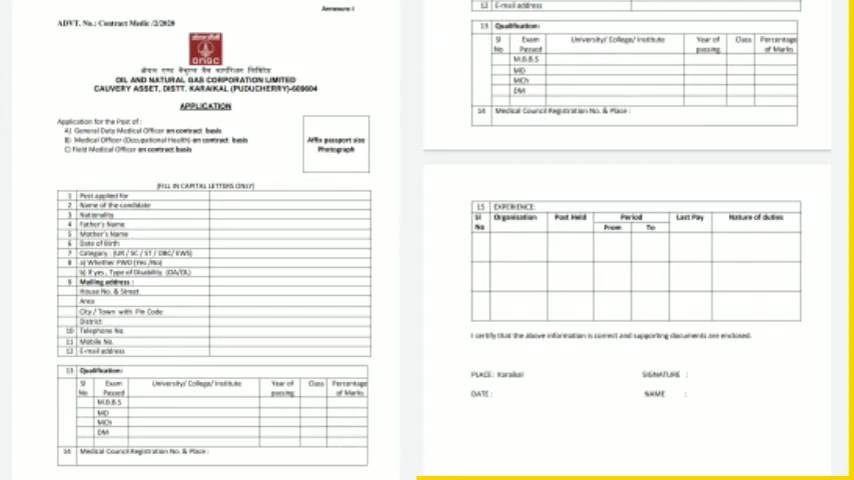 Annexure-I
ADVT. No.: Contract Medic /2/2020
ONGC
OIL AND NATURAL GAS CORPORATION LIMITED
CAUVERY ASSET, DISTT. KARAIKAL (PUDUCHERRY)-609604
APPLICATION
Application for the Post of :
A) General Duty Medical Officer on contract basis
B) Medical Officer (Occupational Health) on contract basis
C) Field Medical Officer on contract basis
Affix passport size
Photograph
(FILL IN CAPITAL LETTERS ONLY)
1 Post applied for
2 Name of the candidate
3 Nationality
4 Father's Name
5 Mother's Name
6 Date of Birth
7 Category : (UR / SC / ST / OBC/ EWS)
8 a) Whether PWD (Yes /No)
b) If yes , Type of Disability (OA/OL)
9 Mailing address :
House No. & Street
Area
City / Town with Pin Code
District
10 Telephone No.
11 Mobile No.
12 E-mail address
13 Qualification:
Sl No Exam Passed University/ College/ Institute Year of passing Class Percentage of Marks
M.B.B.S
MD
MCh
DM
14 Medical Council Registration No. & Place :
12 E-mail address
13 Qualification:
Sl No Exam Passed University/ College/ Institute Year of passing Class Percentage of Marks
M.B.B.S
MD
MCh
DM
14 Medical Council Registration No. & Place :
15 EXPERIENCE:
Sl No Organisation Post Held Period Last Pay Nature of duties
From To
I certify that the above information is correct and supporting documents are enclosed.
PLACE: Karaikal SIGNATURE :
DATE : NAME :